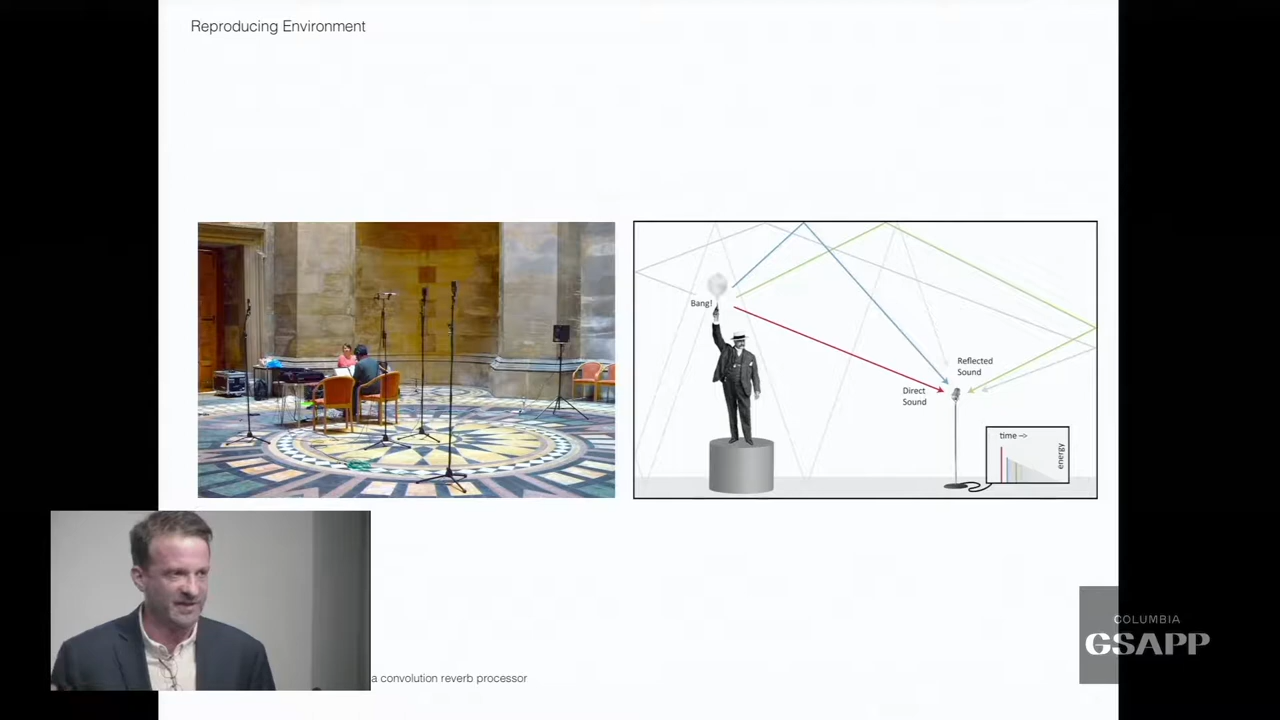 Reproducing Environment
Bang!
Reflected
Sound
Direct
Sound
time –>
energy
COLUMBIA
GSAPP
a convolution reverb processor